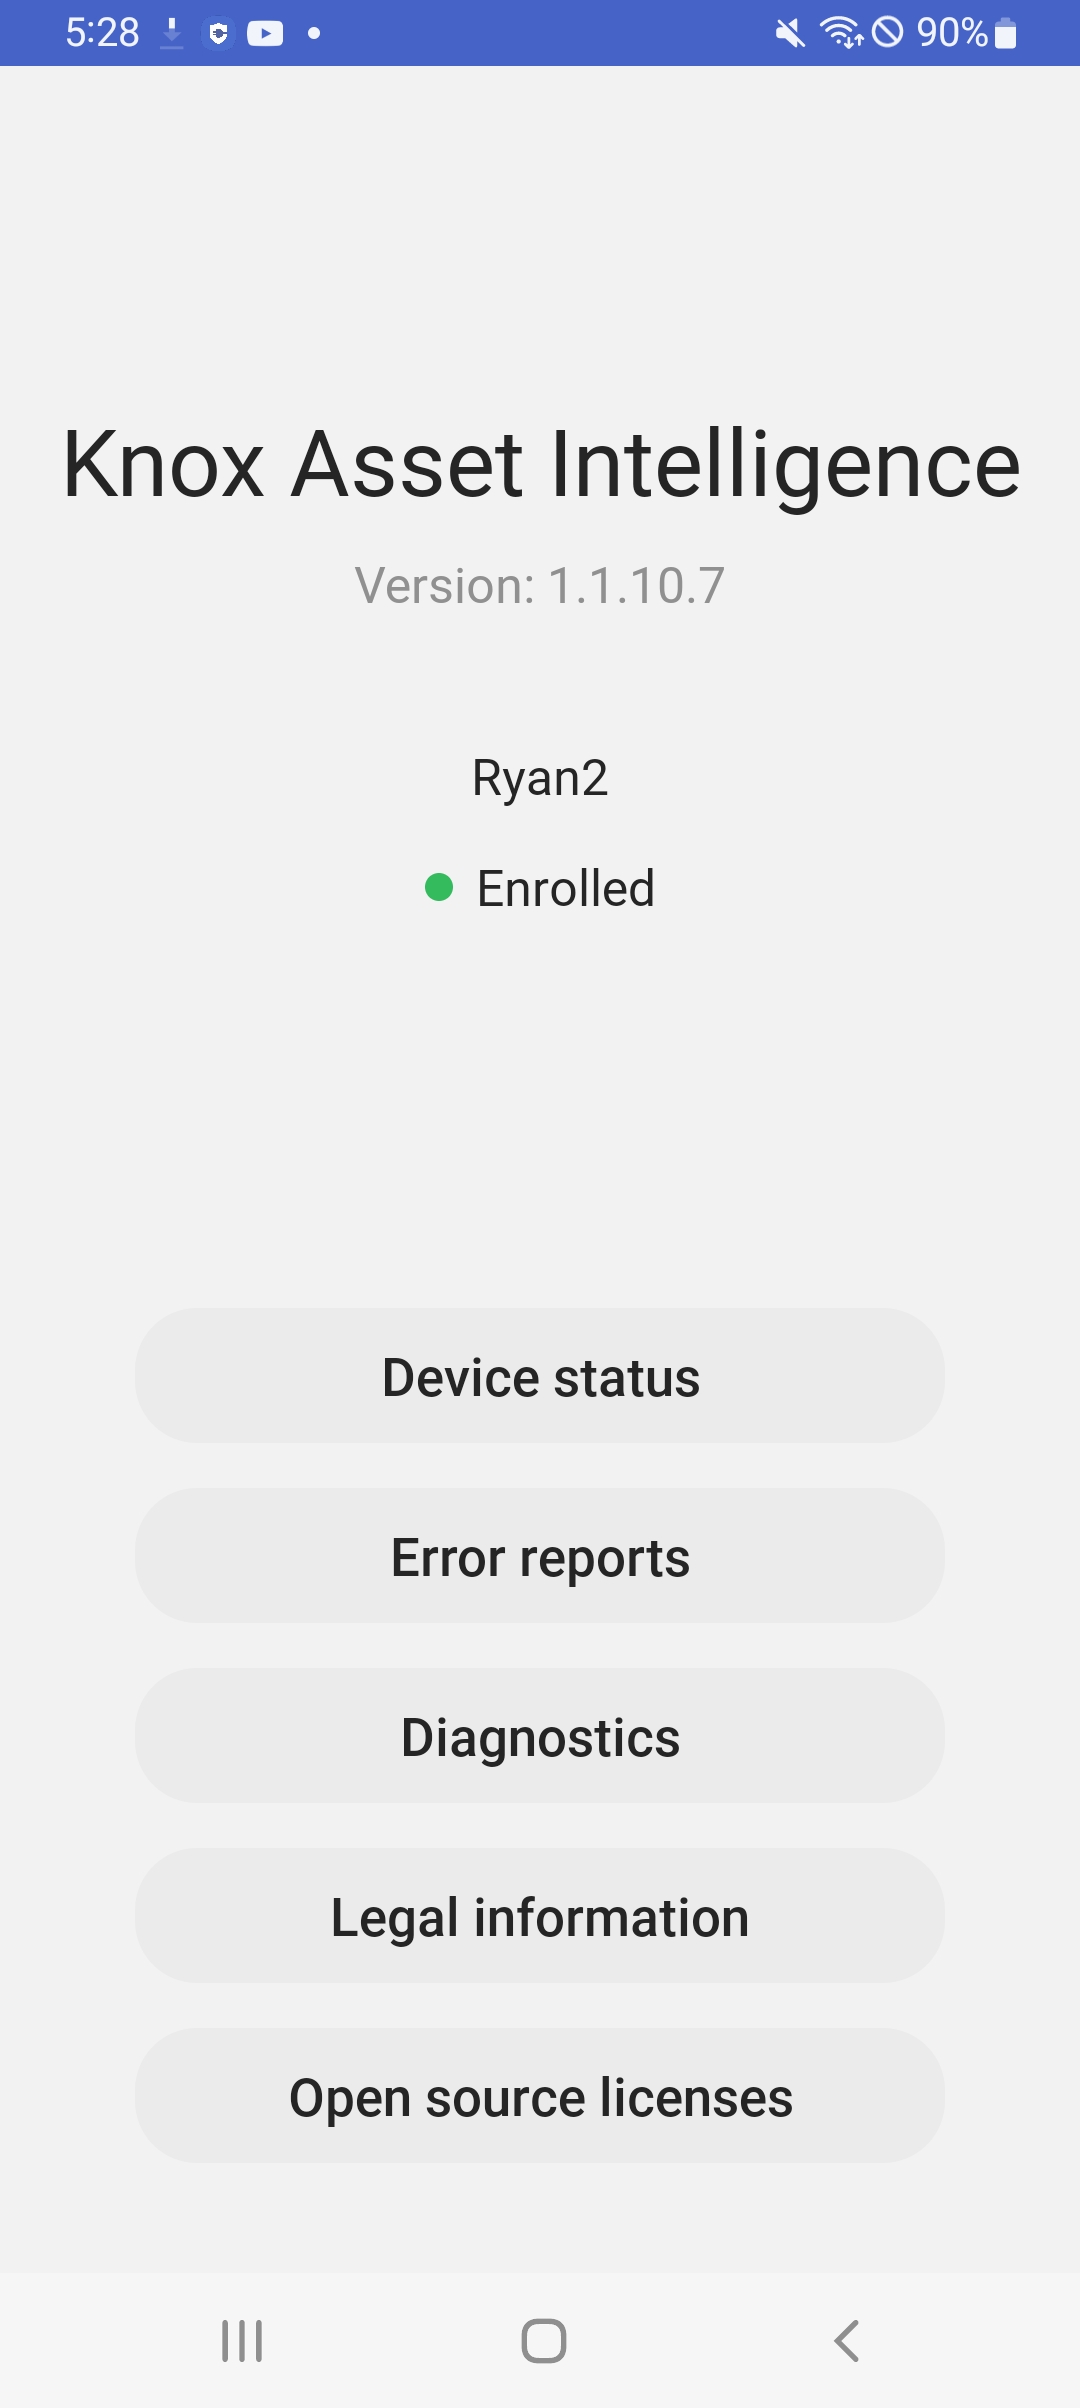 5:28
90%
Knox Asset Intelligence
Version: 1.1.10.7
Ryan2
Enrolled
Device status
Error reports
Diagnostics
Legal information
Open source licenses